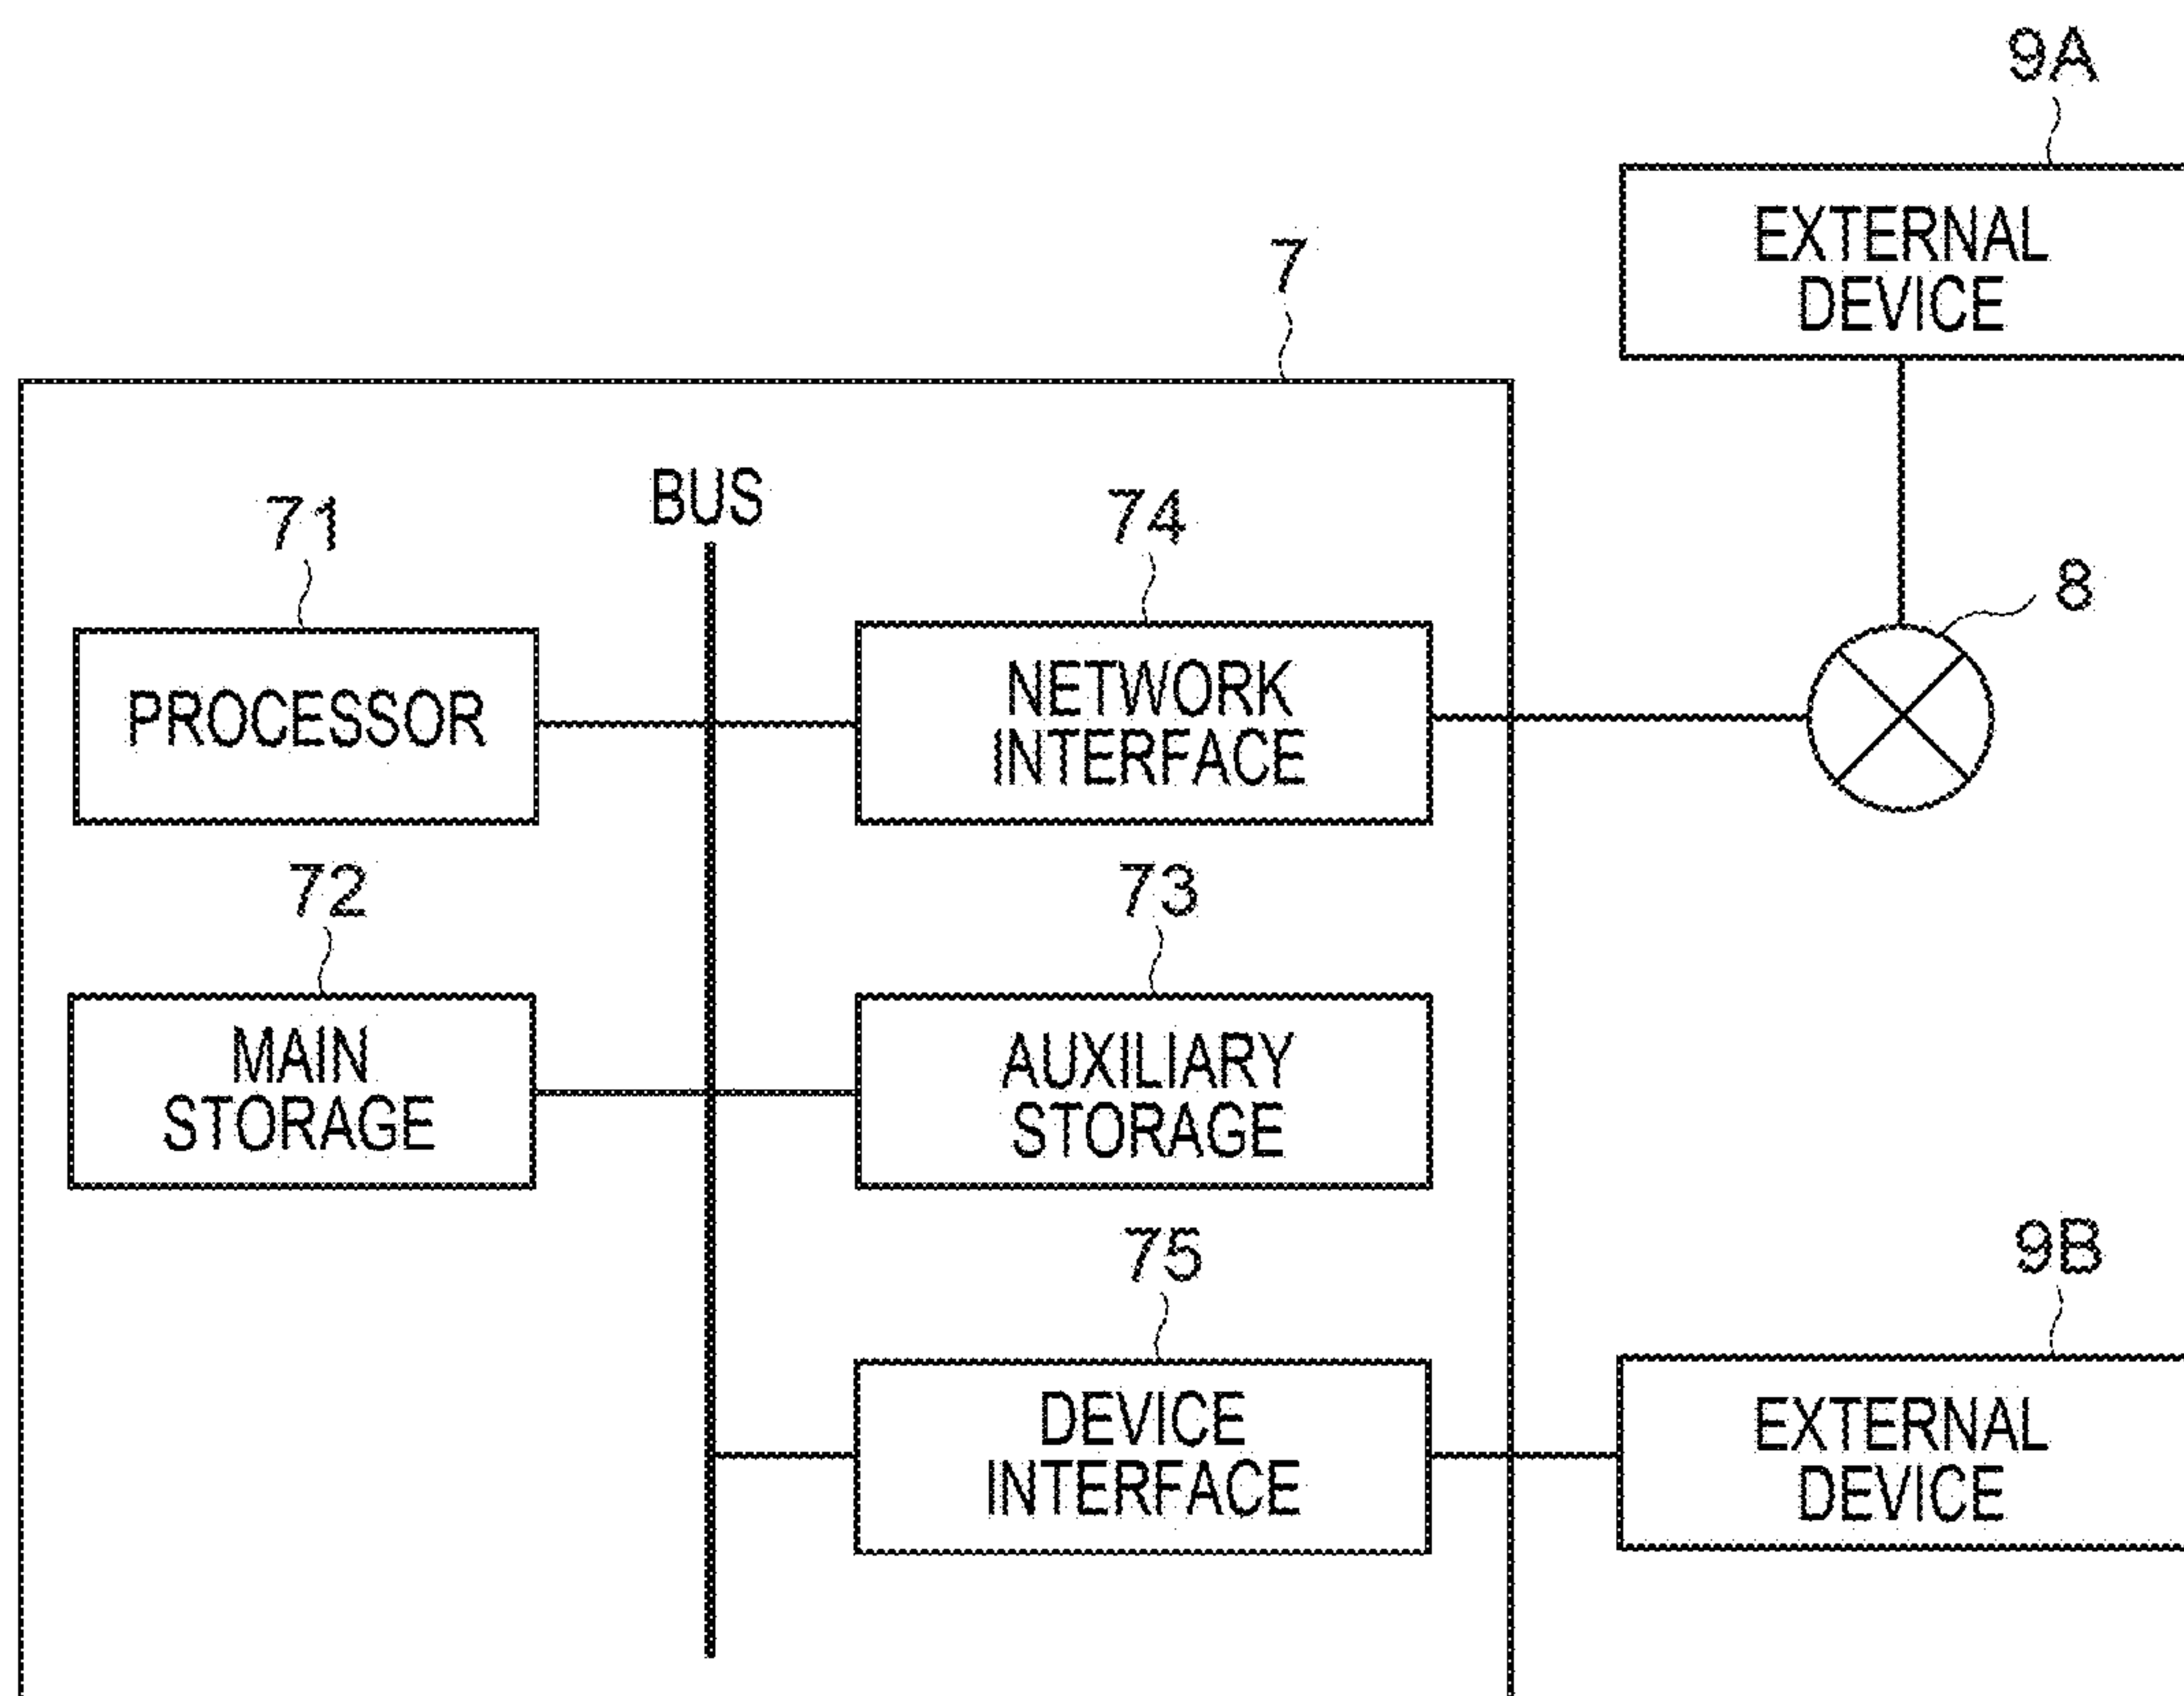 9A
EXTERNAL
DEVICE
7
BUS
71
74
8
PROCESSOR
NETWORK
INTERFACE
72
73
MAIN
STORAGE
AUXILIARY
STORAGE
75
9B
DEVICE
INTERFACE
EXTERNAL
DEVICE